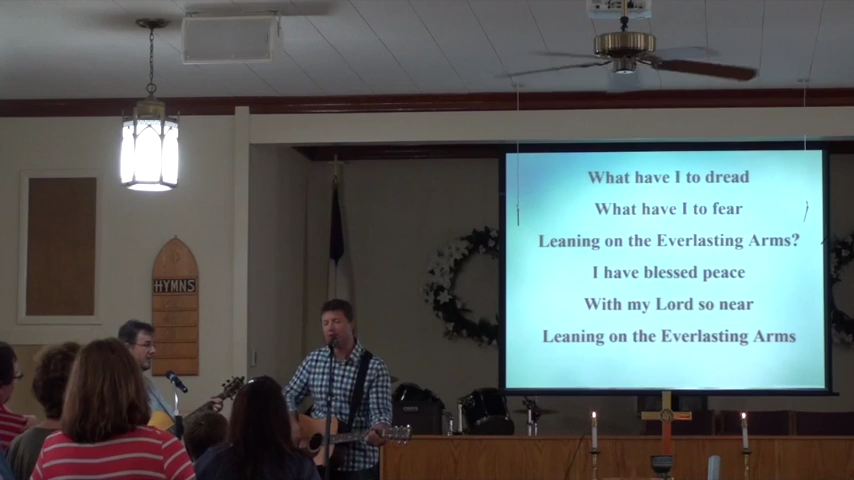 HYMNS
What have I to dread
What have I to fear
Leaning on the Everlasting Arms?
I have blessed peace
With my Lord so near
Leaning on the Everlasting Arms